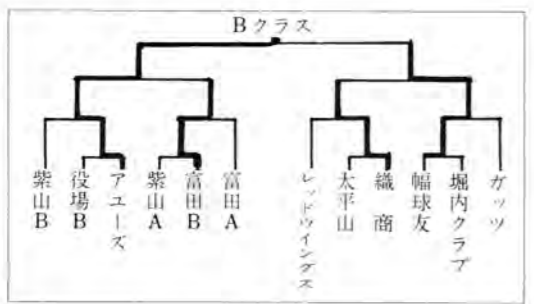 Bクラス
紫山B
役場B
アユーズ
紫山A
富田B
富田A
レッドウイングス
太平山
織商
幅球友
堀内クラブ
ガッツ